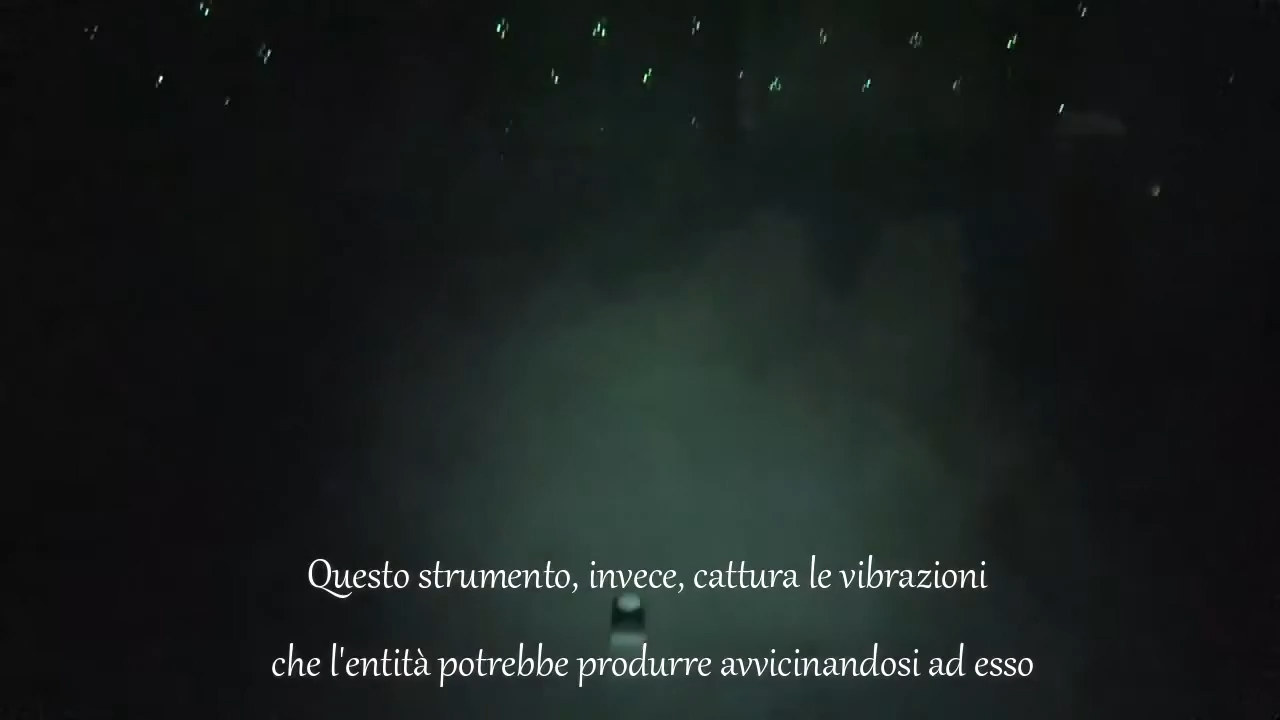 Questo strumento, invece, cattura le vibrazioni
che l'entità potrebbe produrre avvicinandosi ad esso